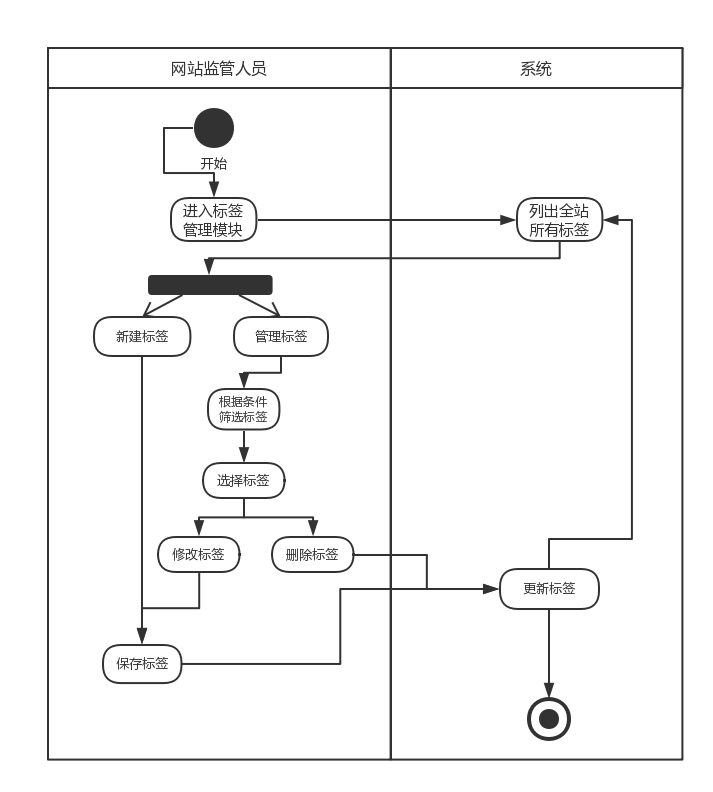 网站监管人员
系统
开始
进入标签
管理模块
列出全站
所有标签
新建标签
管理标签
根据条件
筛选标签
选择标签
修改标签
删除标签
更新标签
保存标签